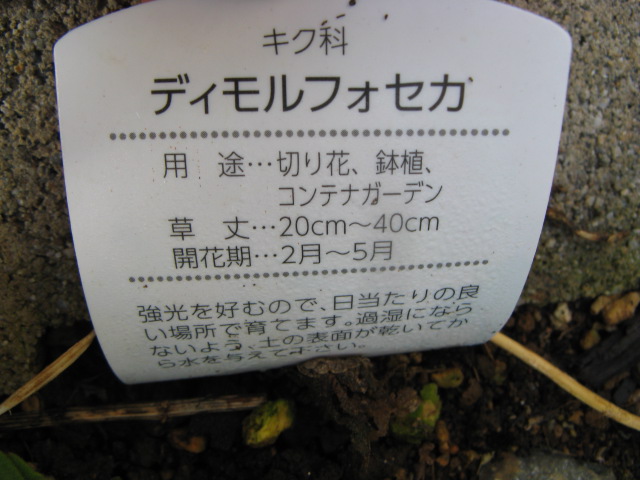 キク科
ディモルフォセカ
用 途…切り花、鉢植、
コンテナガーデン
草 丈…20cm～40cm
開花期…2月～5月
強光を好むので、日当たりの良
い場所で育てます。過湿になら
ないよう、土の表面が乾いてか
ら水を与えて下さい。